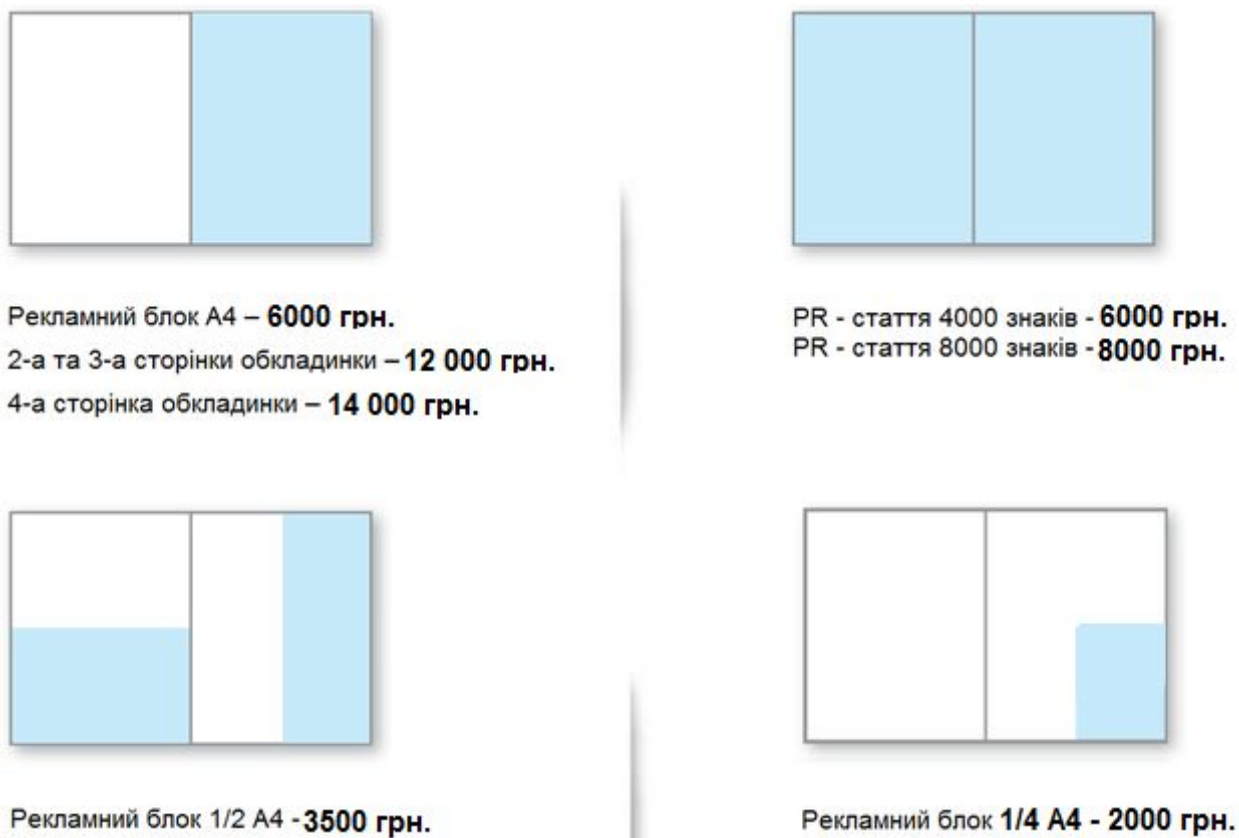 Рекламний блок А4 – 6000 грн.
2-а та 3-а сторінки обкладинки – 12 000 грн.
4-а сторінка обкладинки – 14 000 грн.
PR - стаття 4000 знаків - 6000 грн.
PR - стаття 8000 знаків - 8000 грн.
Рекламний блок 1/2 А4 - 3500 грн.
Рекламний блок 1/4 А4 - 2000 грн.